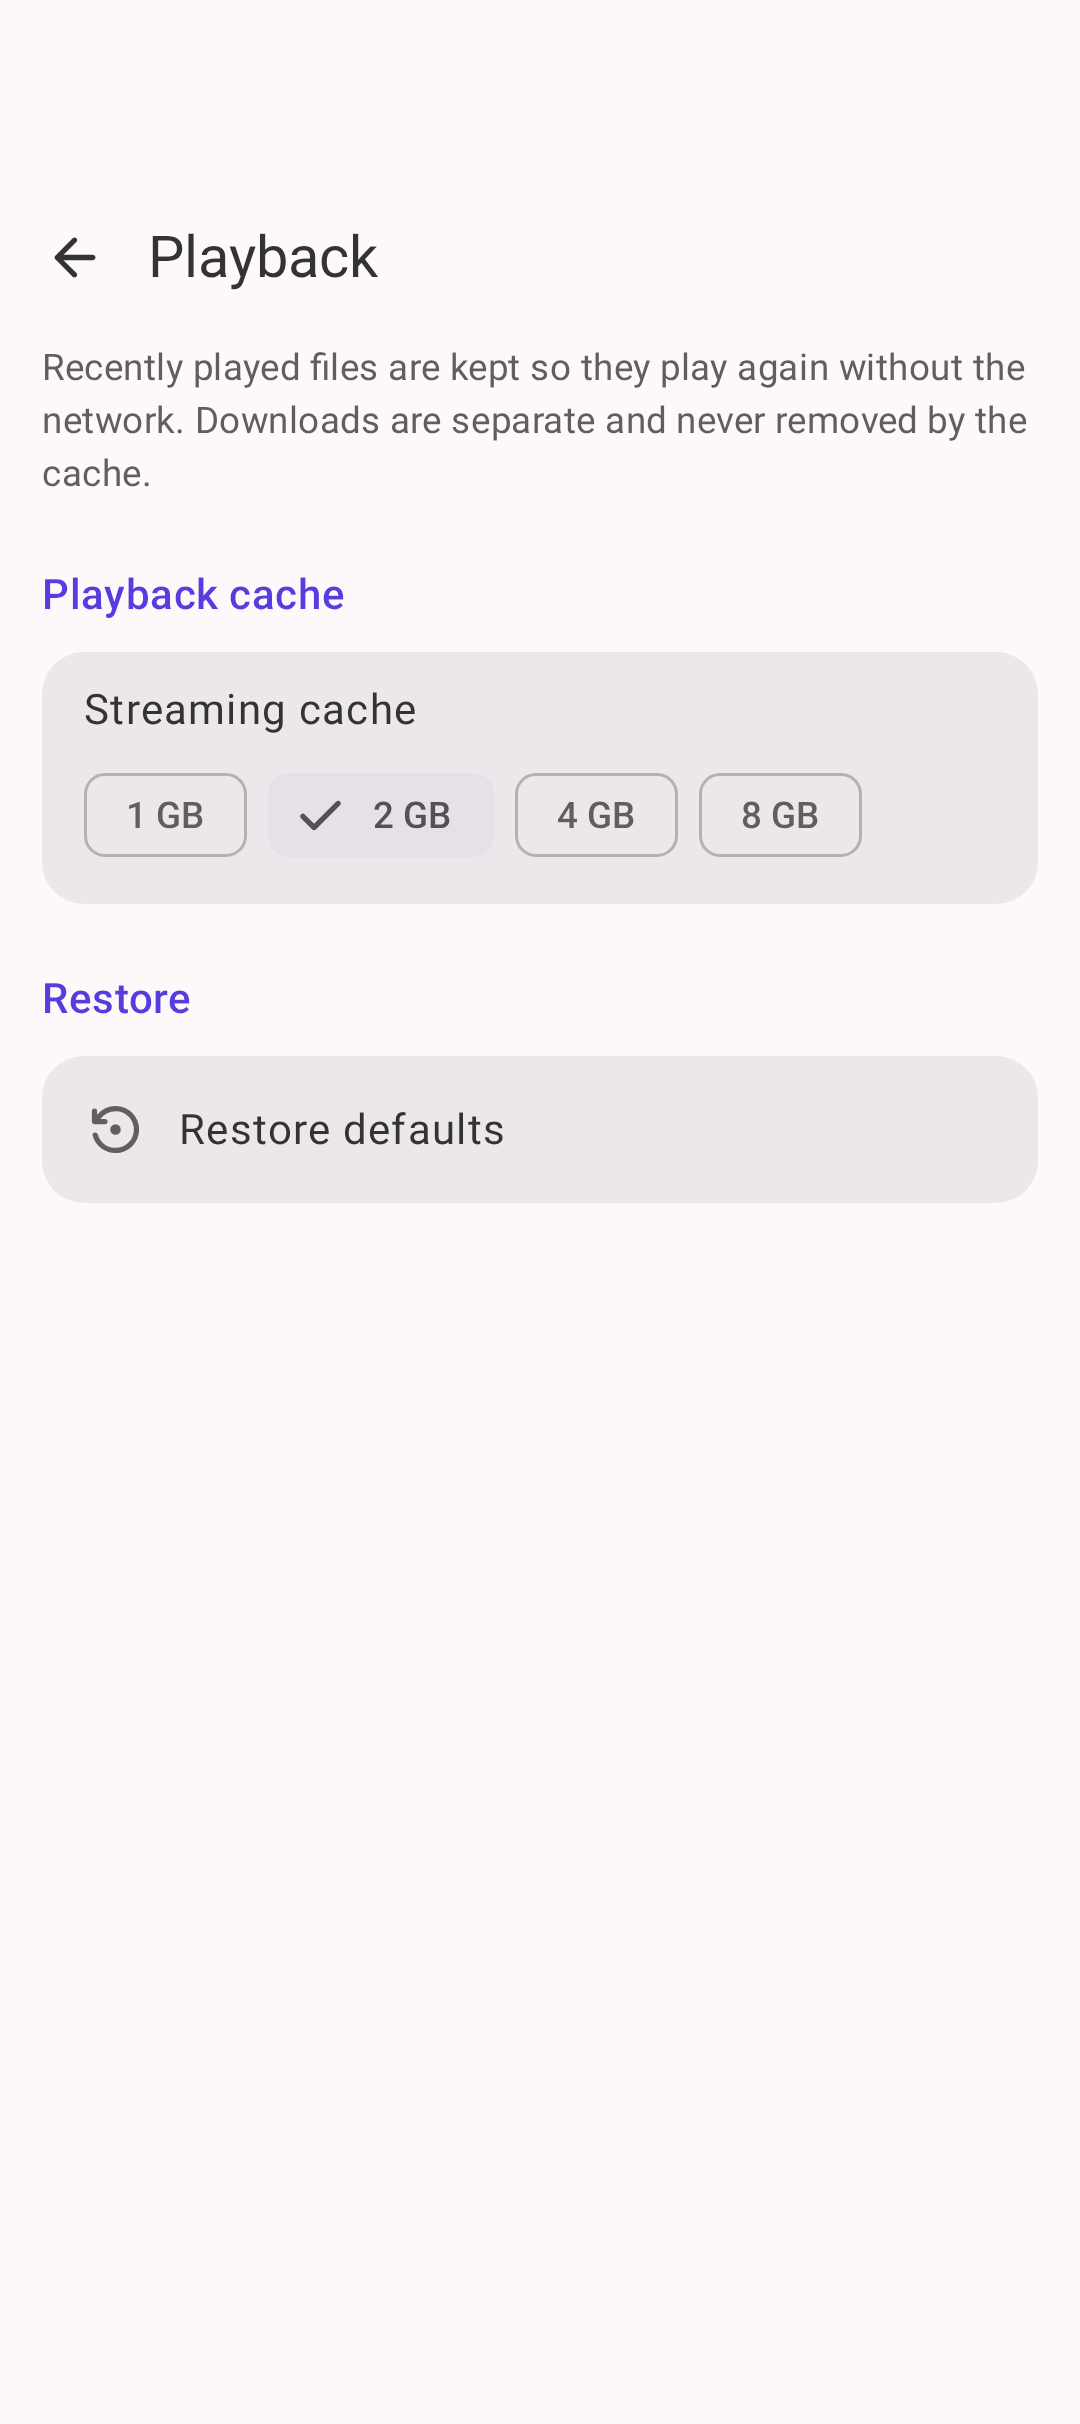 Playback
Recently played files are kept so they play again without the
network. Downloads are separate and never removed by the
cache.
Playback cache
Streaming cache
1 GB
2 GB
4 GB
8 GB
Restore
Restore defaults